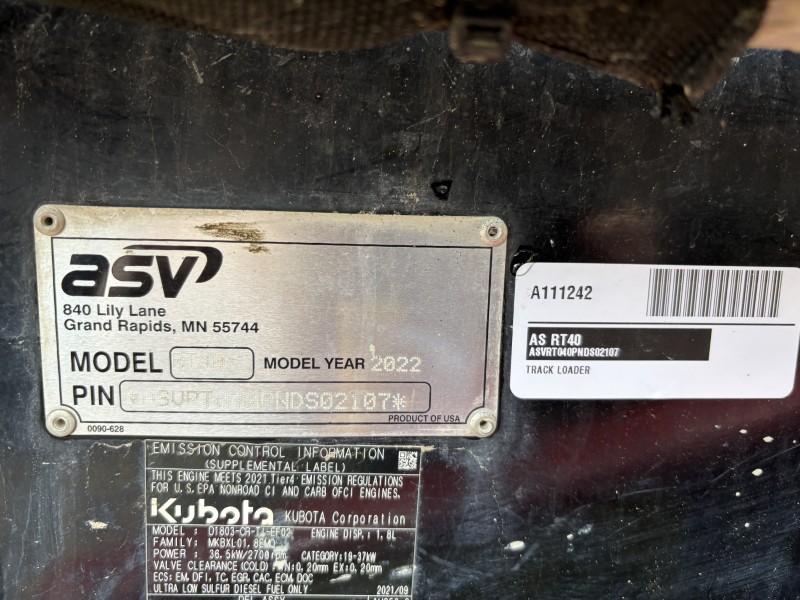 asv
840 Lily Lane
Grand Rapids, MN 55744
MODEL MODEL YEAR 2022
PIN *ASVRT040PNDS02107*
PRODUCT OF USA
0090-628
A111242
AS RT40
ASVRT040PNDS02107
TRACK LOADER
EMISSION CONTROL INFORMATION
(SUPPLEMENTAL LABEL)
THIS ENGINE MEETS 2021 Tier4 EMISSION REGULATIONS
FOR U.S. EPA NONROAD CI AND CARB OFCI ENGINES.
Kubota KUBOTA Corporation
MODEL : D1803-CR-T4-EF02 ENGINE DISP.: 1.8L
FAMILY: MKBXL01.8EMD
POWER : 36.5kW/2700rpm CATEGORY:19-37kW
VALVE CLEARANCE(COLD) IN:0.20mm EX:0.20mm
ECS: EM, DFI, TC, EGR, CAC, ECM, DOC
ULTRA LOW SULFUR DIESEL FUEL ONLY 2021/09